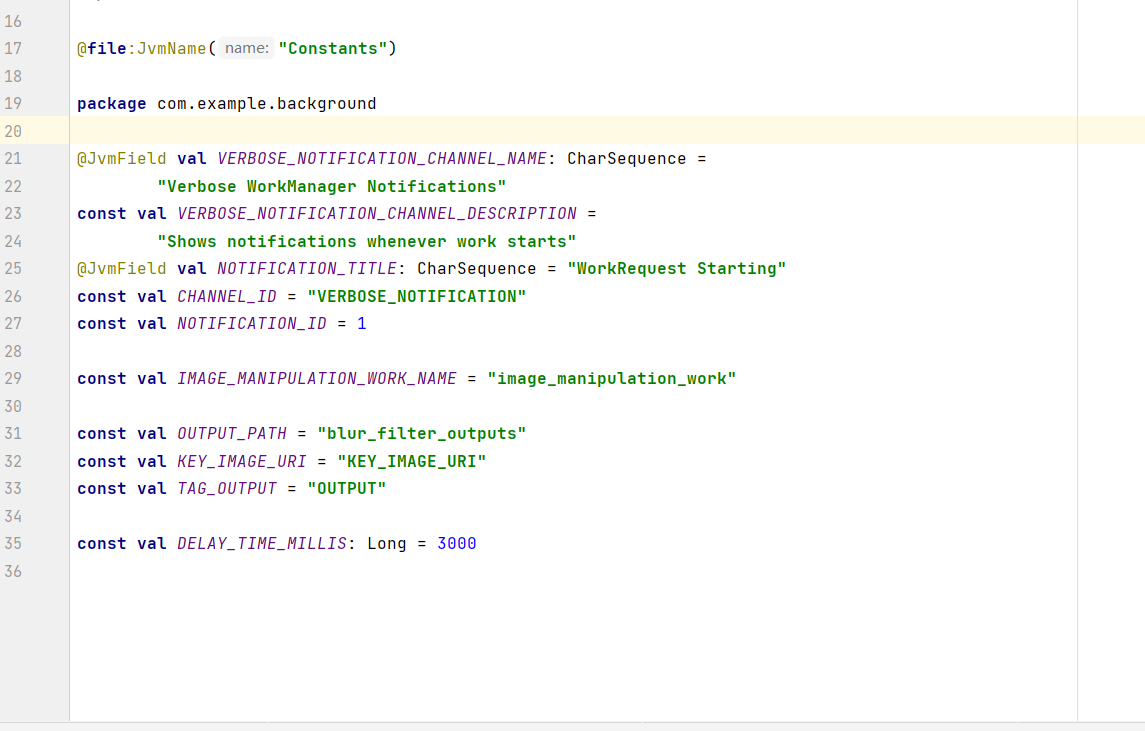 16
17 @file:JvmName( name: "Constants")
18
19 package com.example.background
20
21 @JvmField val VERBOSE_NOTIFICATION_CHANNEL_NAME: CharSequence =
22 "Verbose WorkManager Notifications"
23 const val VERBOSE_NOTIFICATION_CHANNEL_DESCRIPTION =
24 "Shows notifications whenever work starts"
25 @JvmField val NOTIFICATION_TITLE: CharSequence = "WorkRequest Starting"
26 const val CHANNEL_ID = "VERBOSE_NOTIFICATION"
27 const val NOTIFICATION_ID = 1
28
29 const val IMAGE_MANIPULATION_WORK_NAME = "image_manipulation_work"
30
31 const val OUTPUT_PATH = "blur_filter_outputs"
32 const val KEY_IMAGE_URI = "KEY_IMAGE_URI"
33 const val TAG_OUTPUT = "OUTPUT"
34
35 const val DELAY_TIME_MILLIS: Long = 3000
36